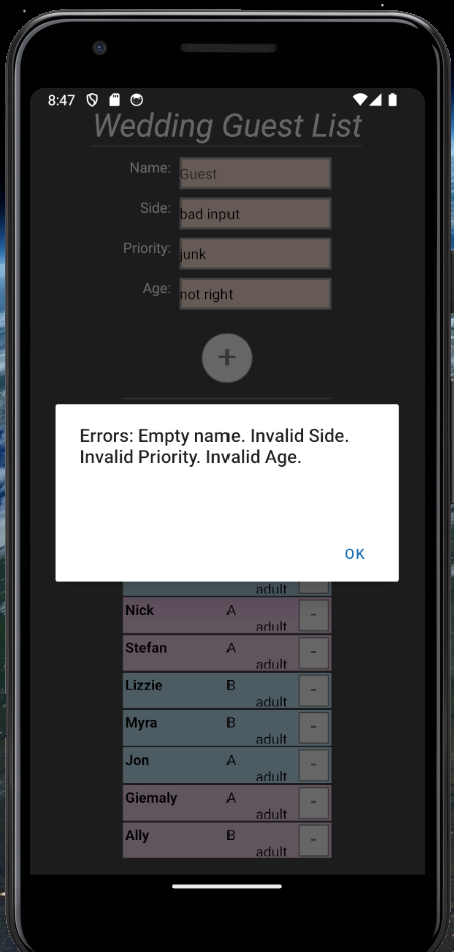 8:47
Wedding Guest List
Name: Guest
Side: bad input
Priority: junk
Age: not right
+
Errors: Empty name. Invalid Side.
Invalid Priority. Invalid Age.
OK
adult
Nick A adult -
Stefan A adult -
Lizzie B adult -
Myra B adult -
Jon A adult -
Giemaly A adult -
Ally B adult -